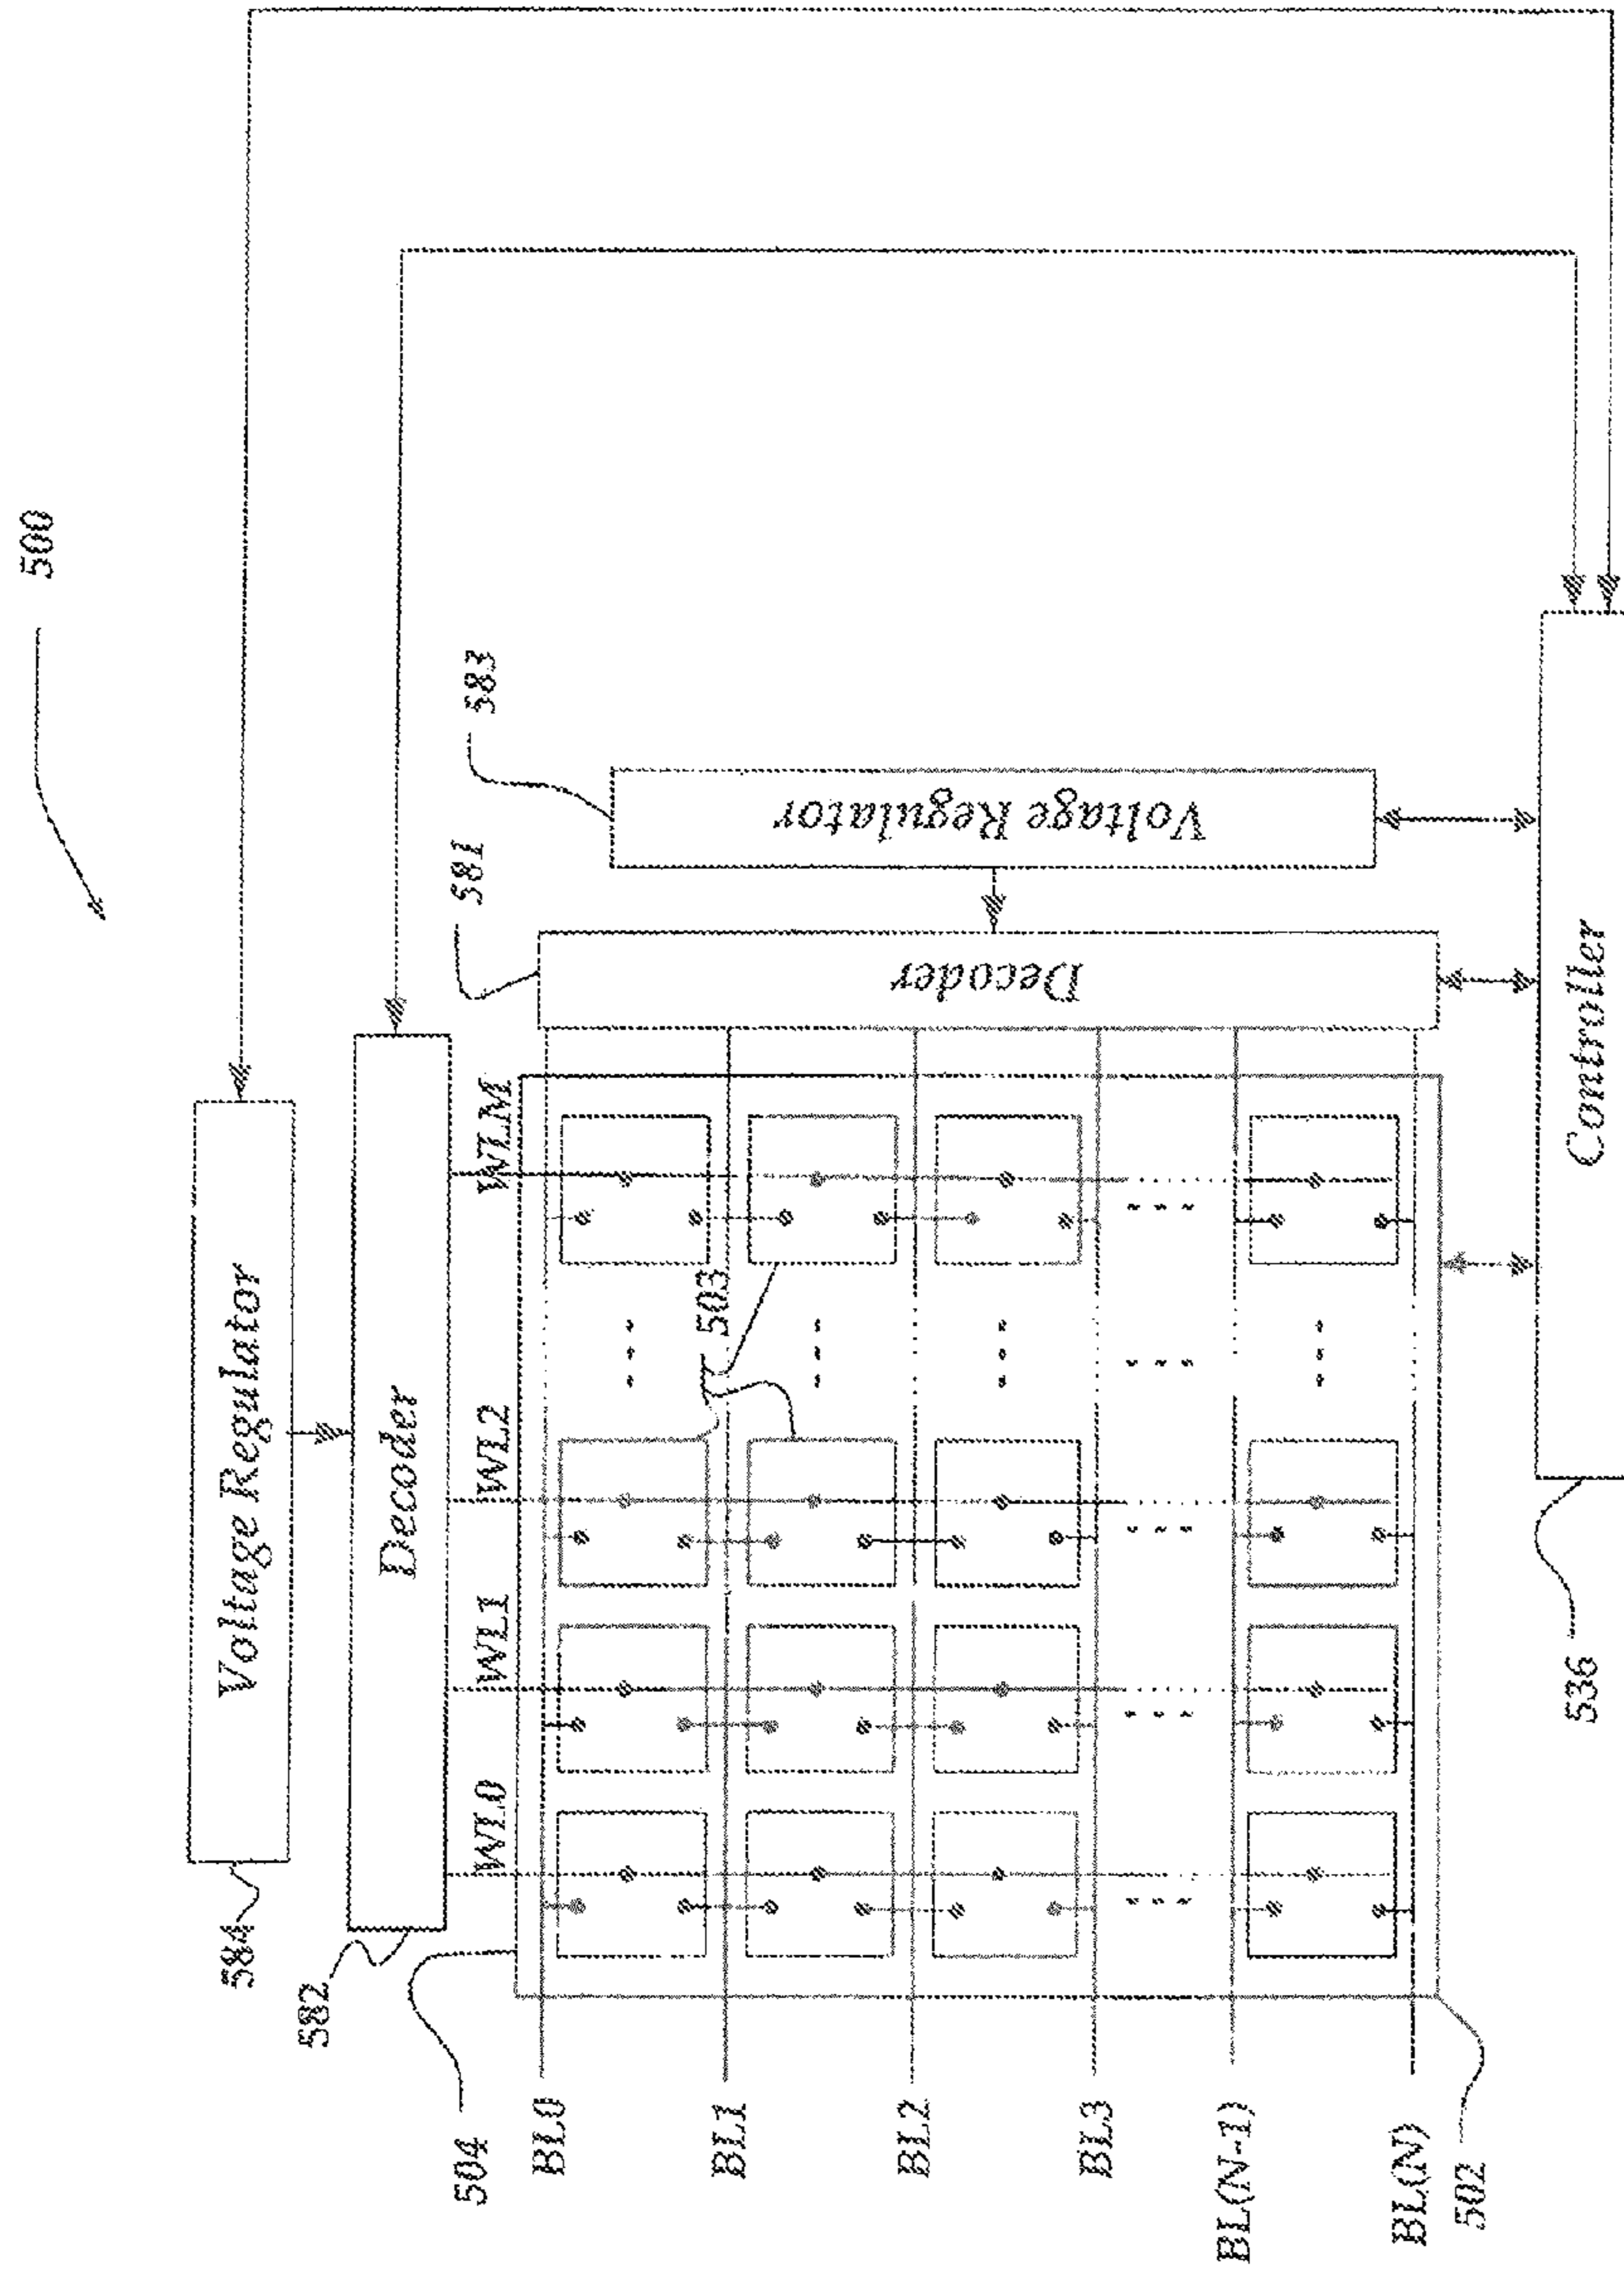 500
584
Voltage Regulator
582
Decoder
504
WL0
WL1
WL2
WLM
503
581
Decoder
583
Voltage Regulator
BL0
BL1
BL2
BL3
BL(N-1)
BL(N)
502
536
Controller